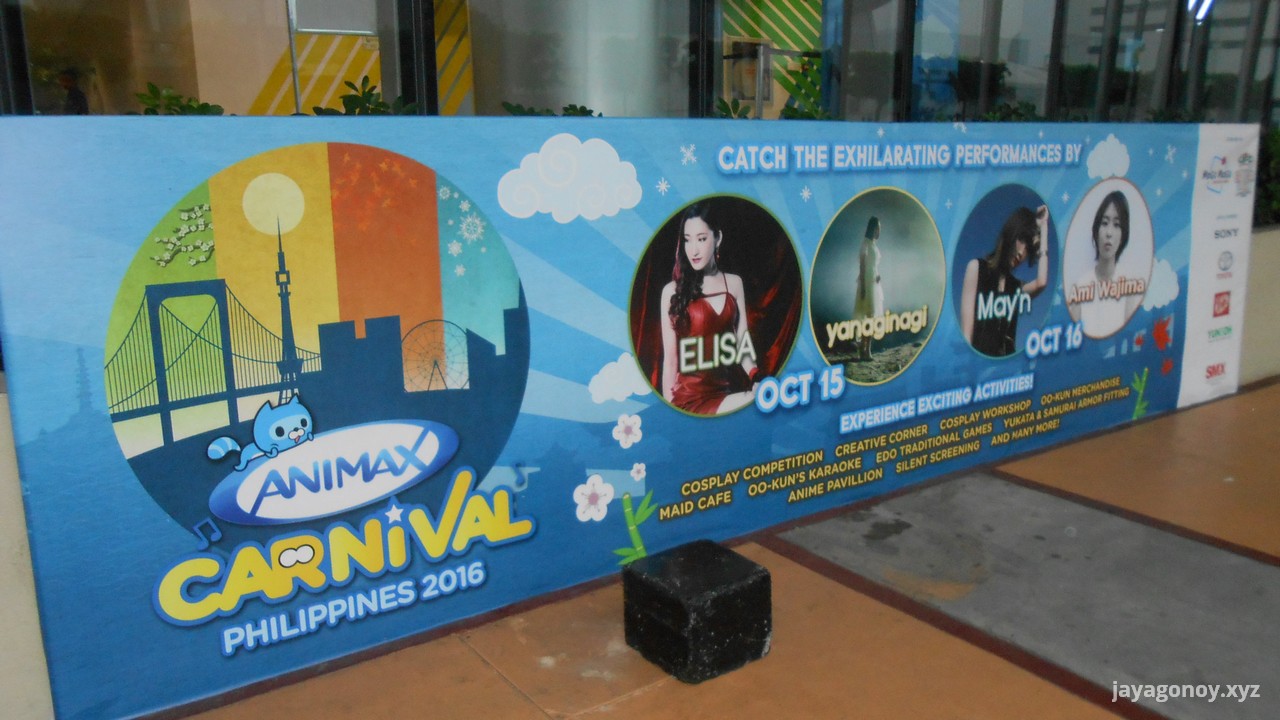 ANIMAX
CARNiVAL
PHILIPPINES 2016
CATCH THE EXHILARATING PERFORMANCES BY
ELISA
yanaginagi
May'n
Ami Wajima
OCT 15
OCT 16
EXPERIENCE EXCITING ACTIVITIES!
COSPLAY COMPETITION CREATIVE CORNER COSPLAY WORKSHOP OO-KUN MERCHANDISE
MAID CAFE OO-KUN'S KARAOKE EDO TRADITIONAL GAMES YUKATA & SAMURAI ARMOR FITTING
ANIME PAVILLION SILENT SCREENING AND MANY MORE!
SONY
SMX
jayagonoy.xyz